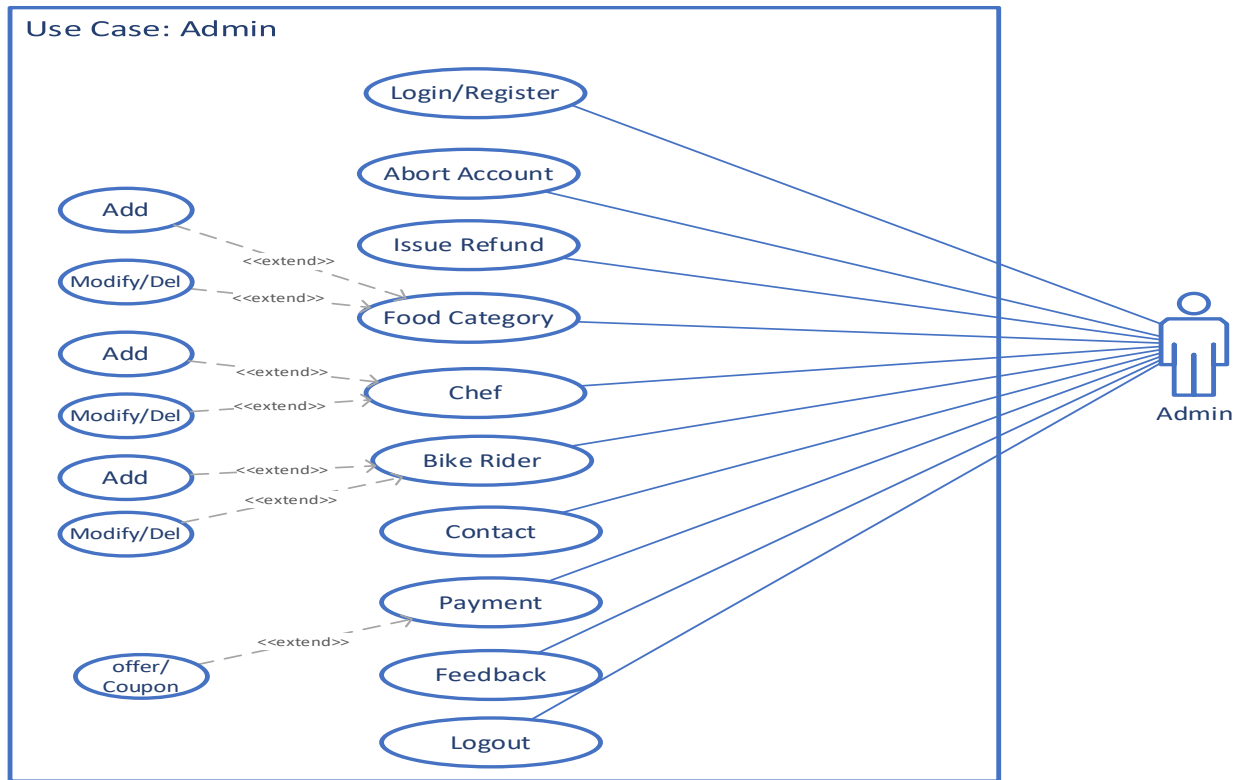 Use Case: Admin
Login/Register
Abort Account
Add
Issue Refund
<<extend>>
Modify/Del
<<extend>>
Food Category
Add
<<extend>>
Chef
<<extend>>
Modify/Del
Admin
Bike Rider
<<extend>>
Add
<<extend>>
Modify/Del
Contact
Payment
<<extend>>
offer/
Coupon
Feedback
Logout